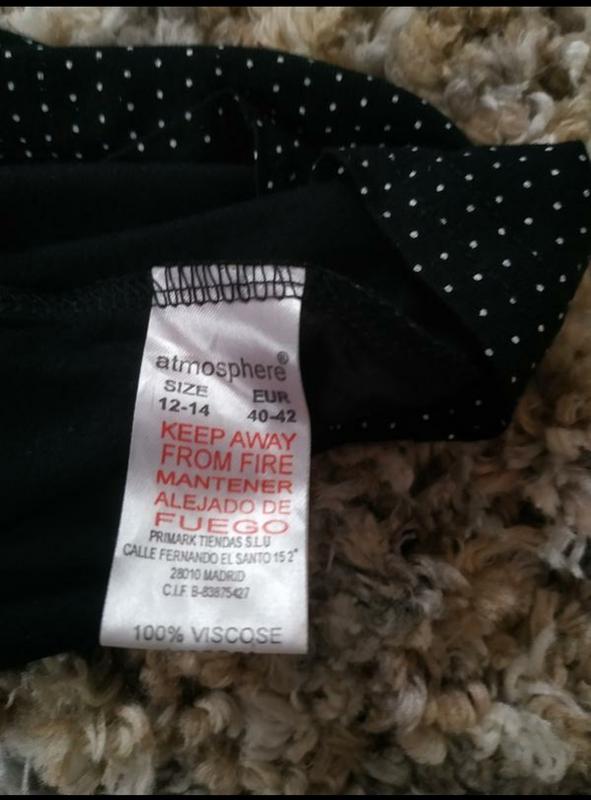 atmosphere®
SIZE EUR
12-14 40-42
KEEP AWAY
FROM FIRE
MANTENER
ALEJADO DE
FUEGO
PRIMARK TIENDAS S.L.U
CALLE FERNANDO EL SANTO 15 2°
28010 MADRID
C.I.F. B-83875427
100% VISCOSE